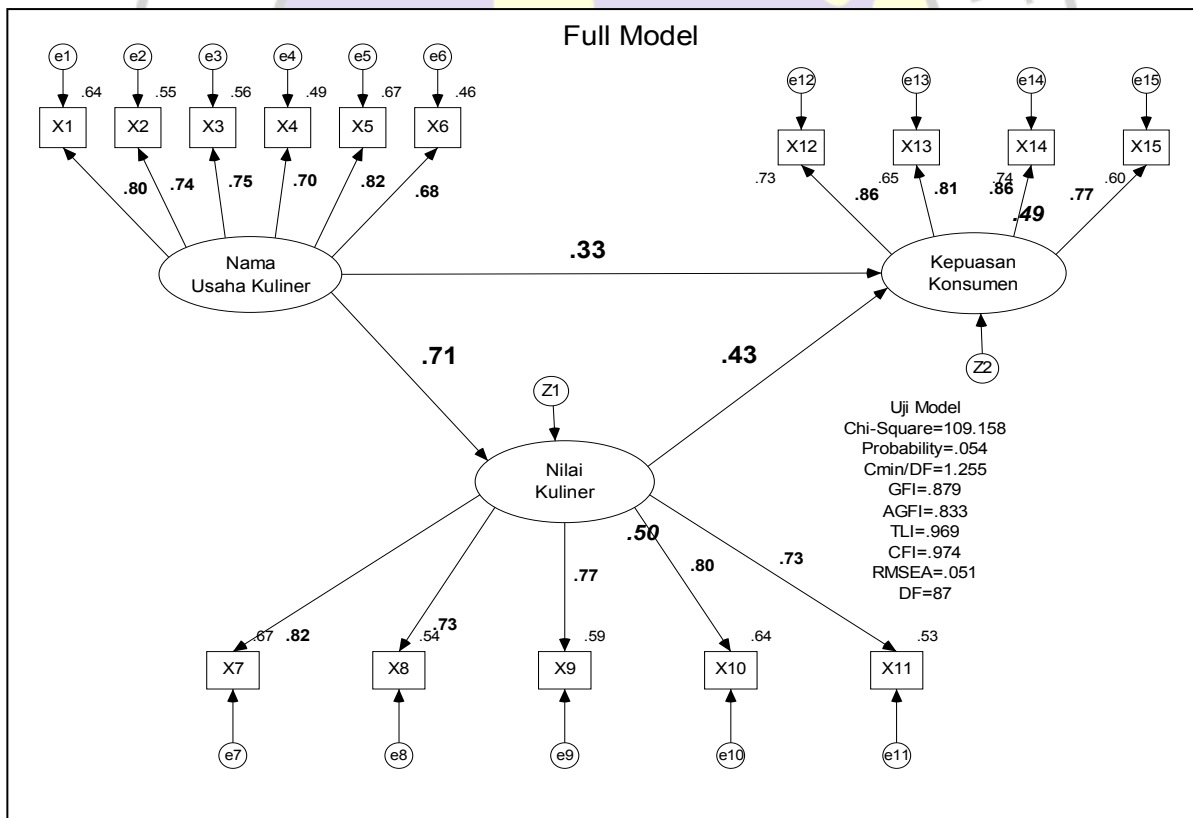 Full Model
e1 e2 e3 e4 e5 e6
.64 .55 .56 .49 .67 .46
X1 X2 X3 X4 X5 X6
.80 .74 .75 .70 .82 .68
Nama
Usaha Kuliner
e12 e13 e14 e15
X12 X13 X14 X15
.73 .65 .74 .60
.86 .81 .86 .77
.49
Kepuasan
Konsumen
.33
.71
.43
Z1
Z2
Nilai
Kuliner
.50
Uji Model
Chi-Square=109.158
Probability=.054
Cmin/DF=1.255
GFI=.879
AGFI=.833
TLI=.969
CFI=.974
RMSEA=.051
DF=87
.82 .73 .77 .80 .73
.67 .54 .59 .64 .53
X7 X8 X9 X10 X11
e7 e8 e9 e10 e11